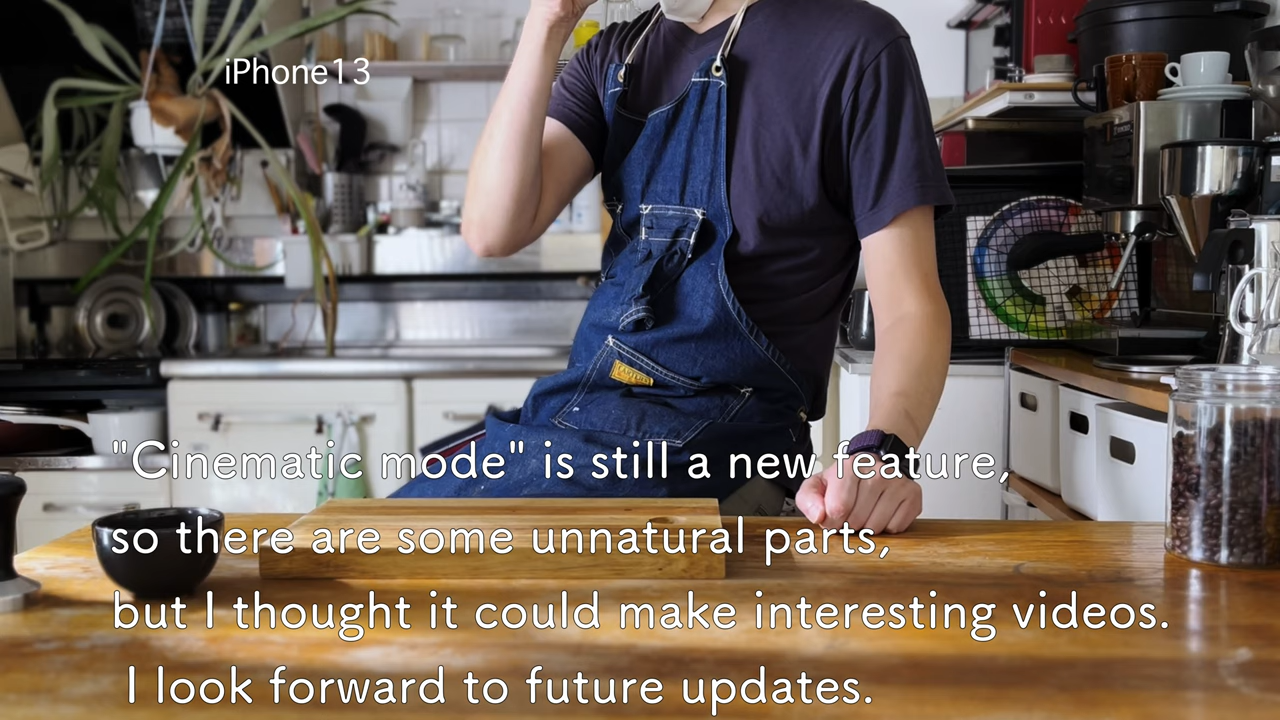 iPhone13
"Cinematic mode" is still a new feature,
so there are some unnatural parts,
but I thought it could make interesting videos.
I look forward to future updates.